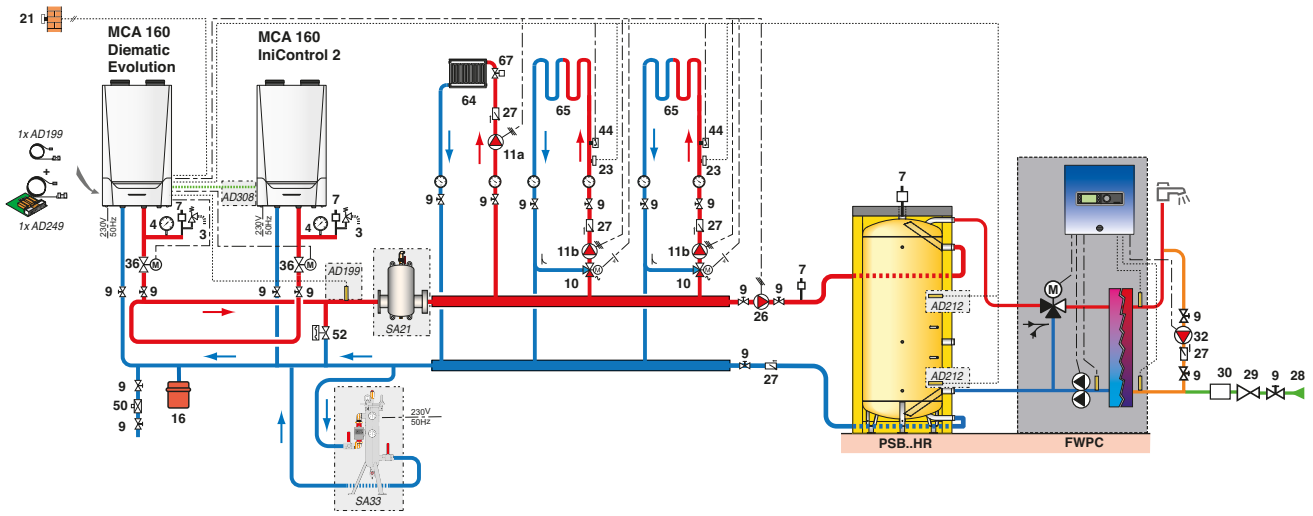 21
MCA 160
Diematic
Evolution
MCA 160
IniControl 2
1x AD199
+
1x AD249
AD308
230V
50Hz
230V
50Hz
4
7
3
4
7
3
36
M
36
M
9
9
9
9
AD199
SA21
52
9
50
9
16
230V
50Hz
SA33
64
67
27
11a
9
9
65
44
23
9
9
27
11b
M
10
65
44
23
9
9
27
11b
M
10
9
26
9
7
9
27
7
AD212
AD212
PSB..HR
M
FWPC
9
32
27
9
30
29
9
28